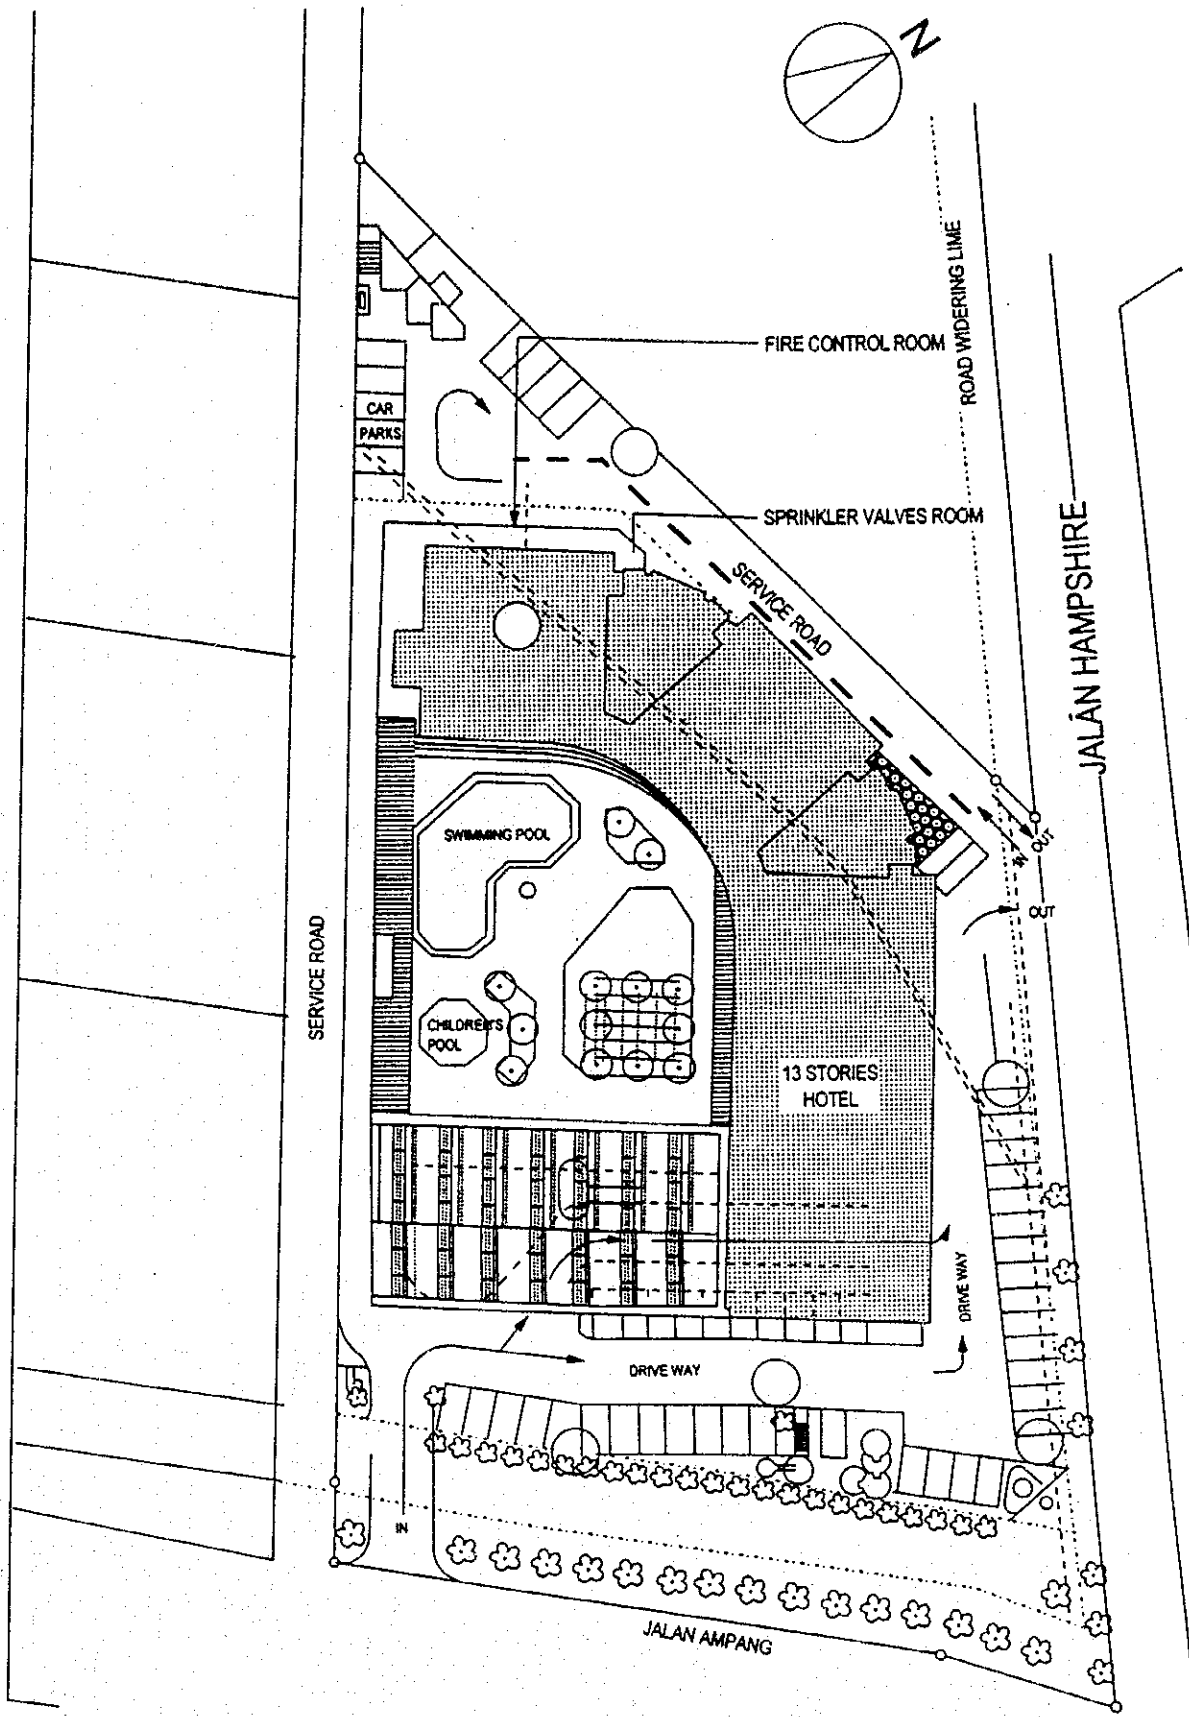 N
ROAD WIDERING LIME
FIRE CONTROL ROOM
CAR
PARKS
SPRINKLER VALVES ROOM
JALAN HAMPSHIRE
SERVICE ROAD
SWIMMING POOL
IN
OUT
OUT
SERVICE ROAD
CHILDREN'S
POOL
13 STORIES
HOTEL
DRIVE WAY
DRIVE WAY
IN
JALAN AMPANG